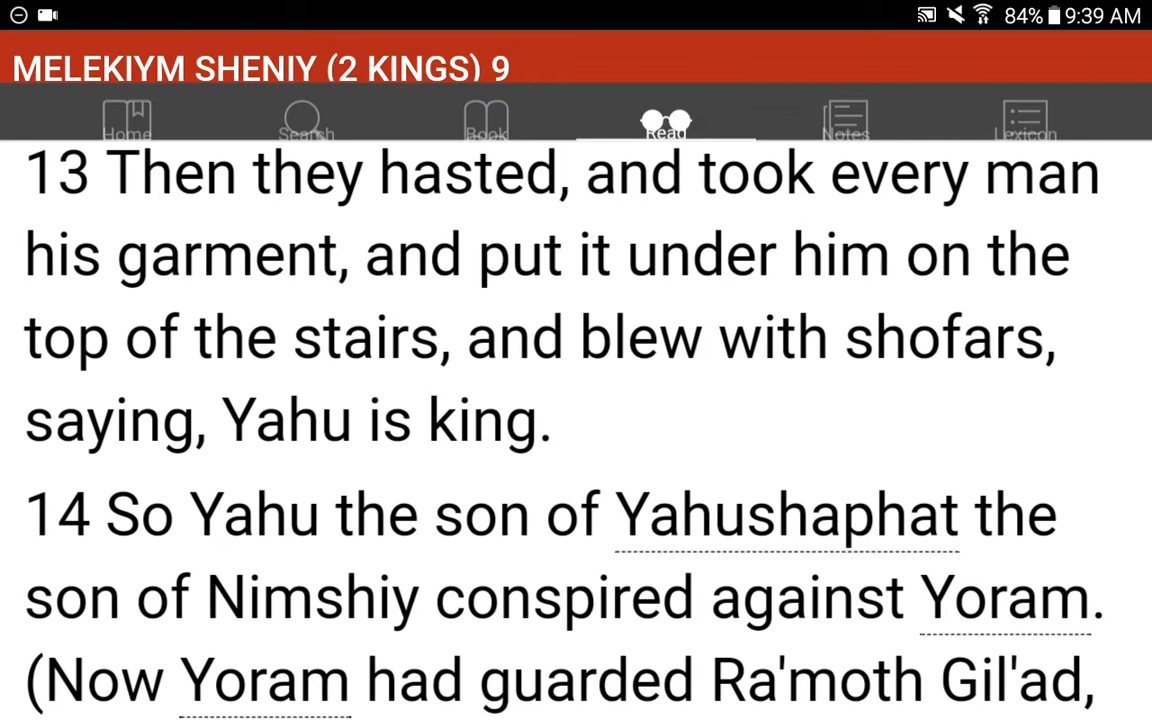 84% 9:39 AM
MELEKIYM SHENIY (2 KINGS) 9
Home Search Book Read Notes Lexicon
13 Then they hasted, and took every man
his garment, and put it under him on the
top of the stairs, and blew with shofars,
saying, Yahu is king.
14 So Yahu the son of Yahushaphat the
son of Nimshiy conspired against Yoram.
(Now Yoram had guarded Ra'moth Gil'ad,